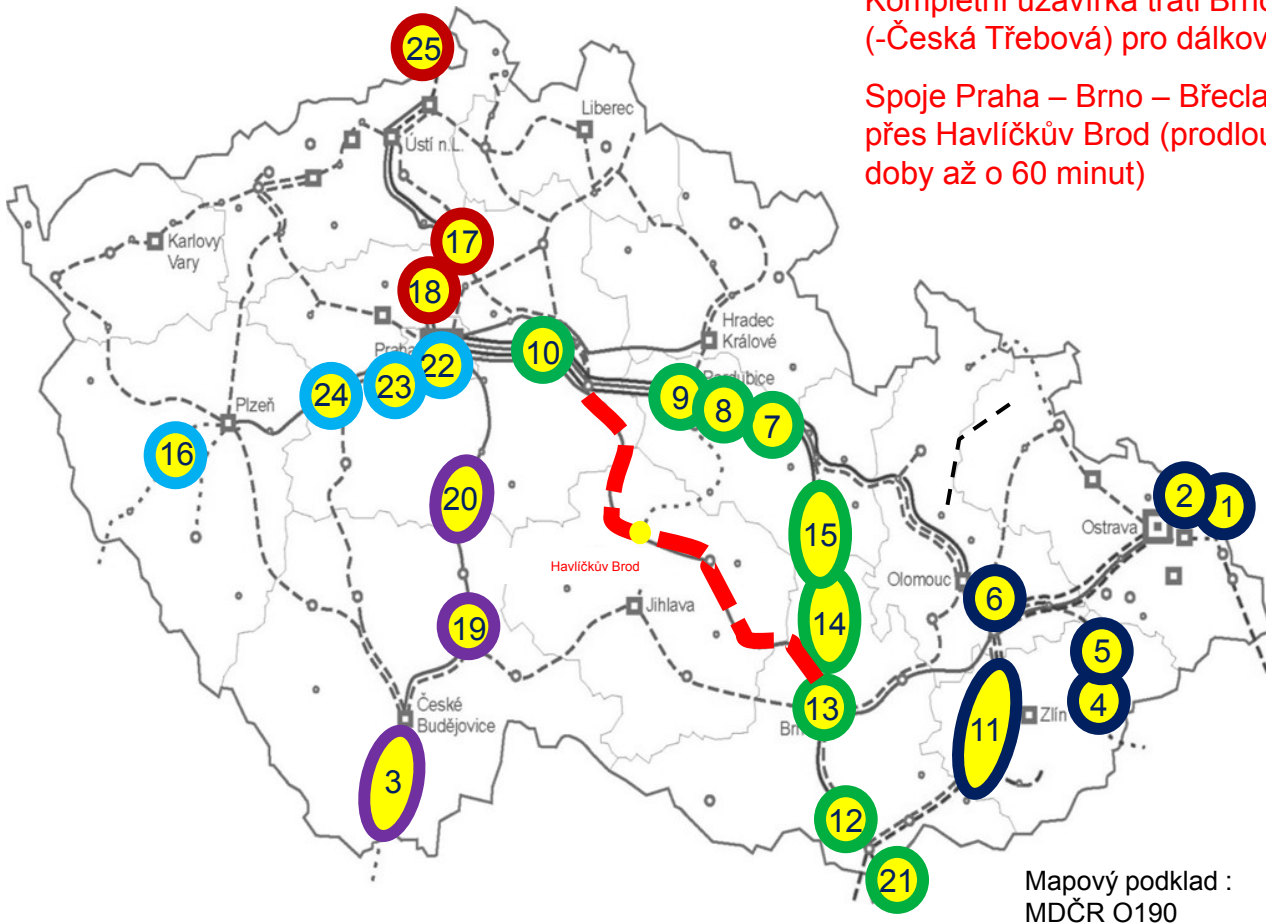 Kompletní uzavírka trati Brno
(-Česká Třebová) pro dálkov
Spoje Praha – Brno – Břecla
přes Havlíčkův Brod (prodlou
doby až o 60 minut)
25
Liberec
Ústí n.L.
17
Karlovy
Vary
18
Hradec
Králové
Praha
22
10
23
24
9
8
7
Pardubice
Plzeň
16
20
2
1
Ostrava
15
Havlíčkův Brod
Olomouc
6
Jihlava
14
19
5
4
13
Zlín
11
České
Budějovice
3
12
21
Mapový podklad :
MDČR O190